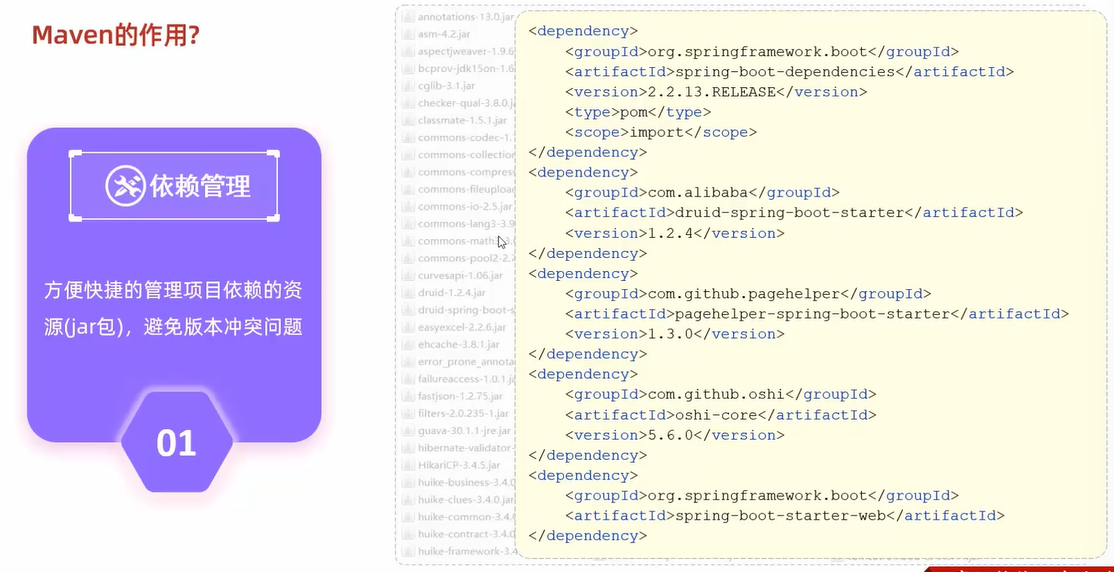 Maven的作用?
依赖管理
方便快捷的管理项目依赖的资
源(jar包)，避免版本冲突问题
01
annotations-13.0.jar
asm-4.2.jar
aspectjweaver-1.9.6
bcprov-jdk15on-1.6
cglib-3.1.jar
checker-qual-3.8.0.j
classmate-1.5.1.jar
commons-codec-1.
commons-collection
commons-compres
commons-fileupload
commons-io-2.5.jar
commons-lang3-3.9
commons-math
commons-pool2-2.
curvesapi-1.06.jar
druid-1.2.4.jar
druid-spring-boot-s
easyexcel-2.2.6.jar
ehcache-3.8.1.jar
error_prone_annota
failureaccess-1.0.1.j
fastjson-1.2.75.jar
filters-2.0.235-1.jar
guava-30.1.1-jre.jar
hibernate-validator-
HikariCP-3.4.5.jar
huike-business-3.4.0
huike-clues-3.4.0.jar
huike-common-3.4.
huike-contract-3.4.0
huike-framework-3.4
<dependency>
<groupId>org.springframework.boot</groupId>
<artifactId>spring-boot-dependencies</artifactId>
<version>2.2.13.RELEASE</version>
<type>pom</type>
<scope>import</scope>
</dependency>
<dependency>
<groupId>com.alibaba</groupId>
<artifactId>druid-spring-boot-starter</artifactId>
<version>1.2.4</version>
</dependency>
<dependency>
<groupId>com.github.pagehelper</groupId>
<artifactId>pagehelper-spring-boot-starter</artifactId>
<version>1.3.0</version>
</dependency>
<dependency>
<groupId>com.github.oshi</groupId>
<artifactId>oshi-core</artifactId>
<version>5.6.0</version>
</dependency>
<dependency>
<groupId>org.springframework.boot</groupId>
<artifactId>spring-boot-starter-web</artifactId>
</dependency>